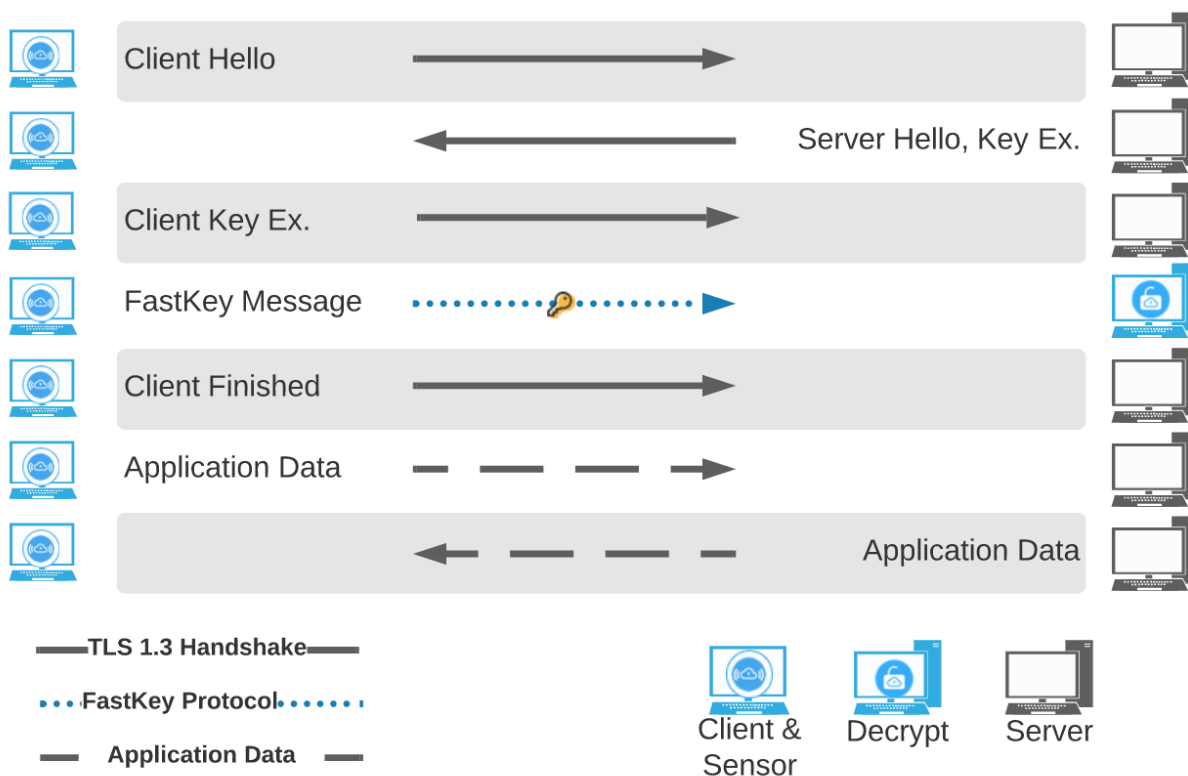 Client Hello
Server Hello, Key Ex.
Client Key Ex.
FastKey Message
Client Finished
Application Data
Application Data
TLS 1.3 Handshake
FastKey Protocol
Application Data
Client &
Sensor
Decrypt
Server